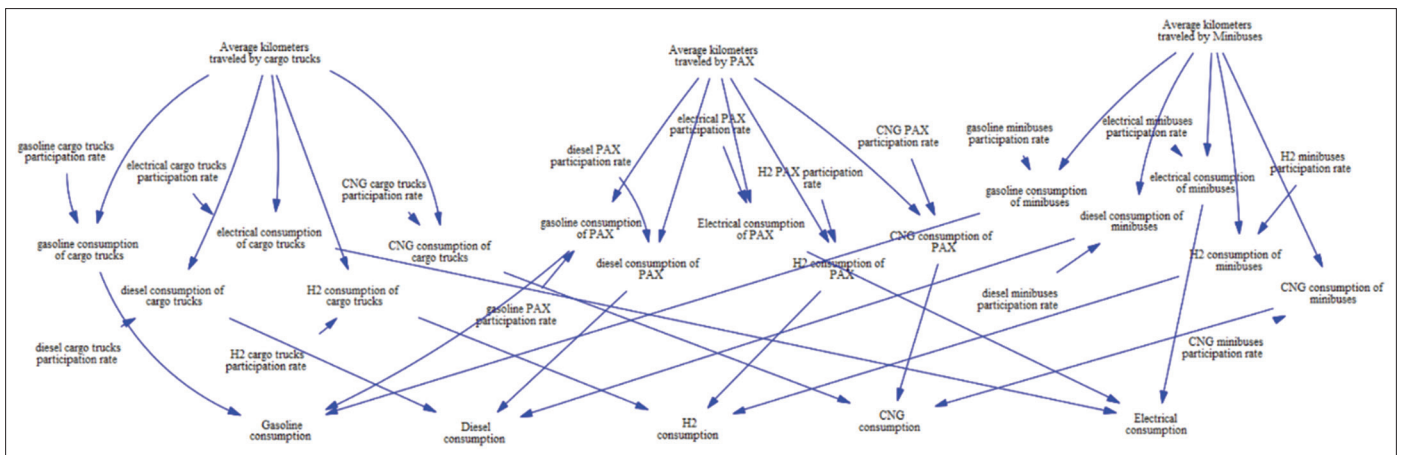 Average kilometers
traveled by cargo trucks
Average kilometers
traveled by PAX
Average kilometers
traveled by Minibuses
gasoline cargo trucks
participation rate
electrical cargo trucks
participation rate
CNG cargo trucks
participation rate
diesel PAX
participation rate
electrical PAX
participation rate
H2 PAX participation
rate
CNG PAX
participation rate
gasoline minibuses
participation rate
electrical minibuses
participation rate
H2 minibuses
participation rate
gasoline consumption
of cargo trucks
electrical consumption
of cargo trucks
CNG consumption of
cargo trucks
gasoline consumption
of PAX
Electrical consumption
of PAX
CNG consumption of
PAX
gasoline consumption
of minibuses
electrical consumption
of minibuses
diesel consumption of
minibuses
diesel consumption of
cargo trucks
H2 consumption of
cargo trucks
diesel consumption of
PAX
H2 consumption of
PAX
H2 consumption of
minibuses
CNG consumption of
minibuses
diesel cargo trucks
participation rate
H2 cargo trucks
participation rate
gasoline PAX
participation rate
diesel minibuses
participation rate
CNG minibuses
participation rate
Gasoline
consumption
Diesel
consumption
H2
consumption
CNG
consumption
Electrical
consumption